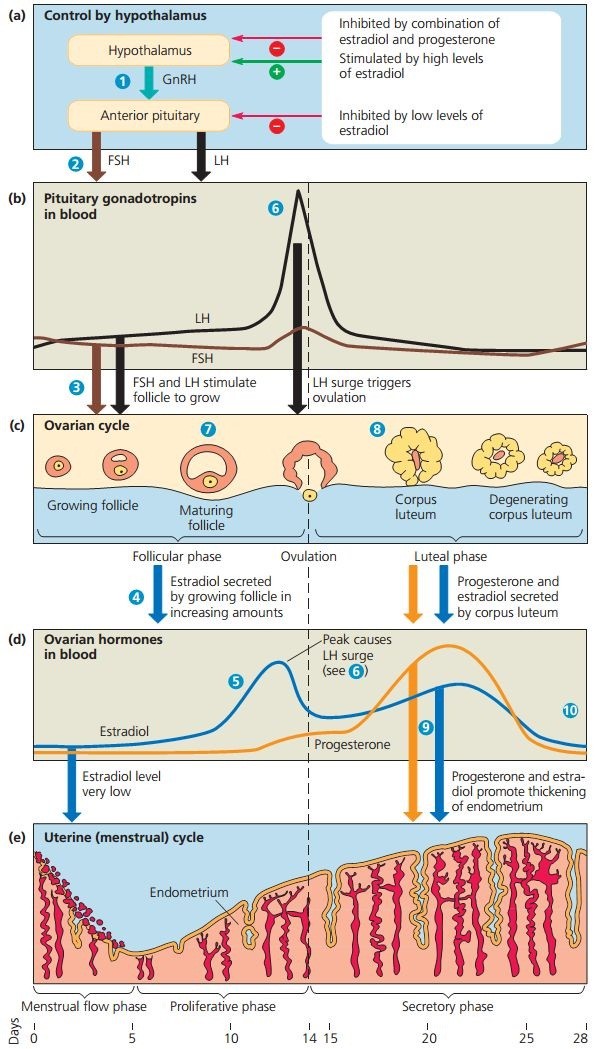 (a)
Control by hypothalamus
Inhibited by combination of
estradiol and progesterone
Hypothalamus
−
Stimulated by high levels
of estradiol
+
1
GnRH
Anterior pituitary
Inhibited by low levels of
estradiol
−
2
FSH
LH
(b)
Pituitary gonadotropins
in blood
6
LH
FSH
3
FSH and LH stimulate
follicle to grow
LH surge triggers
ovulation
(c)
Ovarian cycle
7
8
Growing follicle
Maturing
follicle
Corpus
luteum
Degenerating
corpus luteum
Follicular phase
Ovulation
Luteal phase
4
Estradiol secreted
by growing follicle in
increasing amounts
Progesterone and
estradiol secreted
by corpus luteum
(d)
Ovarian hormones
in blood
Peak causes
LH surge
(see 6)
5
10
Estradiol
Progesterone
9
Estradiol level
very low
Progesterone and estra-
diol promote thickening
of endometrium
(e)
Uterine (menstrual) cycle
Endometrium
Menstrual flow phase
Proliferative phase
Secretory phase
Days
0 5 10 14 15 20 25 28